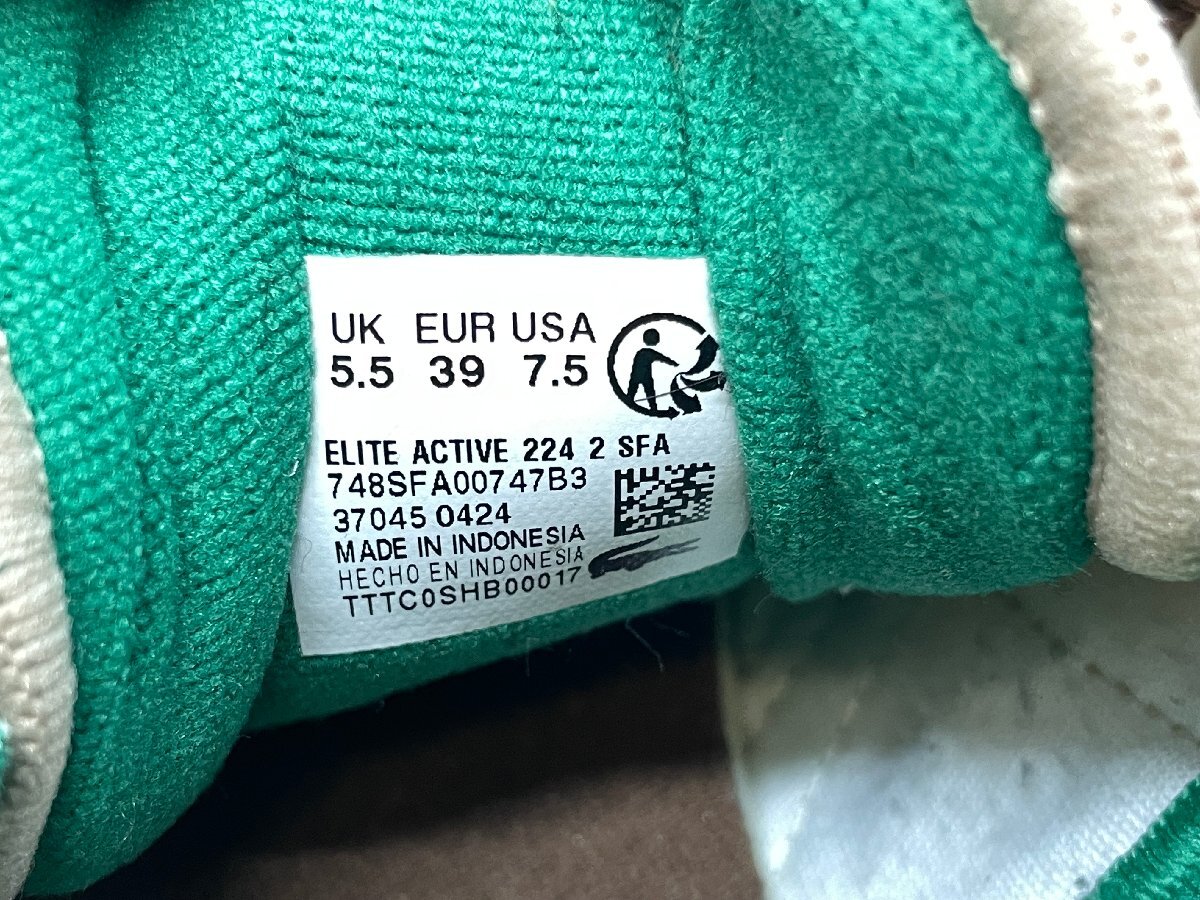 UK EUR USA
5.5 39 7.5
ELITE ACTIVE 224 2 SFA
748SFA00747B3
37045 0424
MADE IN INDONESIA
HECHO EN INDONESIA
TTTC0SHB00017